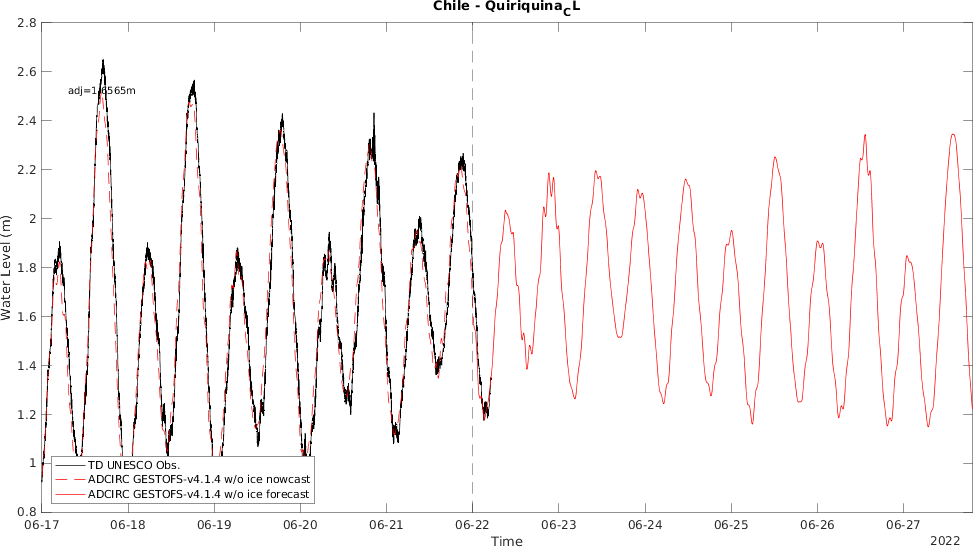 Chile - Quiriquina_CL
2.8
2.6
adj=1.6565m
2.4
2.2
2
Water Level (m)
1.8
1.6
1.4
1.2
1
0.8
TD UNESCO Obs.
ADCIRC GESTOFS-v4.1.4 w/o ice nowcast
ADCIRC GESTOFS-v4.1.4 w/o ice forecast
06-17 06-18 06-19 06-20 06-21 06-22 06-23 06-24 06-25 06-26 06-27
Time
2022